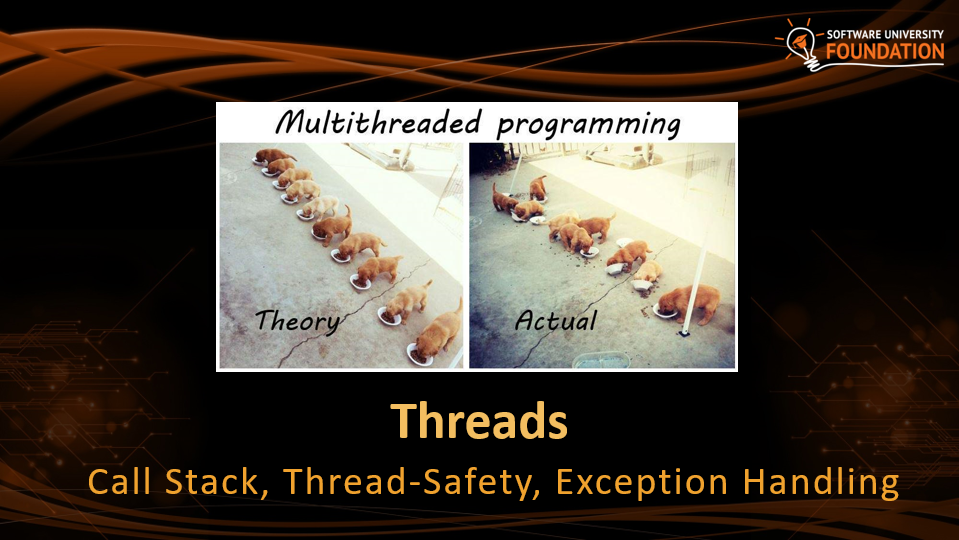 SOFTWARE UNIVERSITY
FOUNDATION
Multithreaded programming
Theory
Actual
Threads
Call Stack, Thread-Safety, Exception Handling